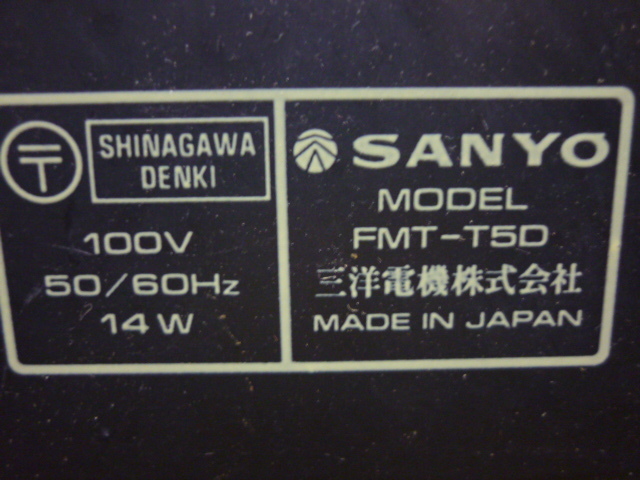 〒
SHINAGAWA
DENKI
100V
50/60Hz
14W
SANYO
MODEL
FMT-T5D
三洋電機株式会社
MADE IN JAPAN